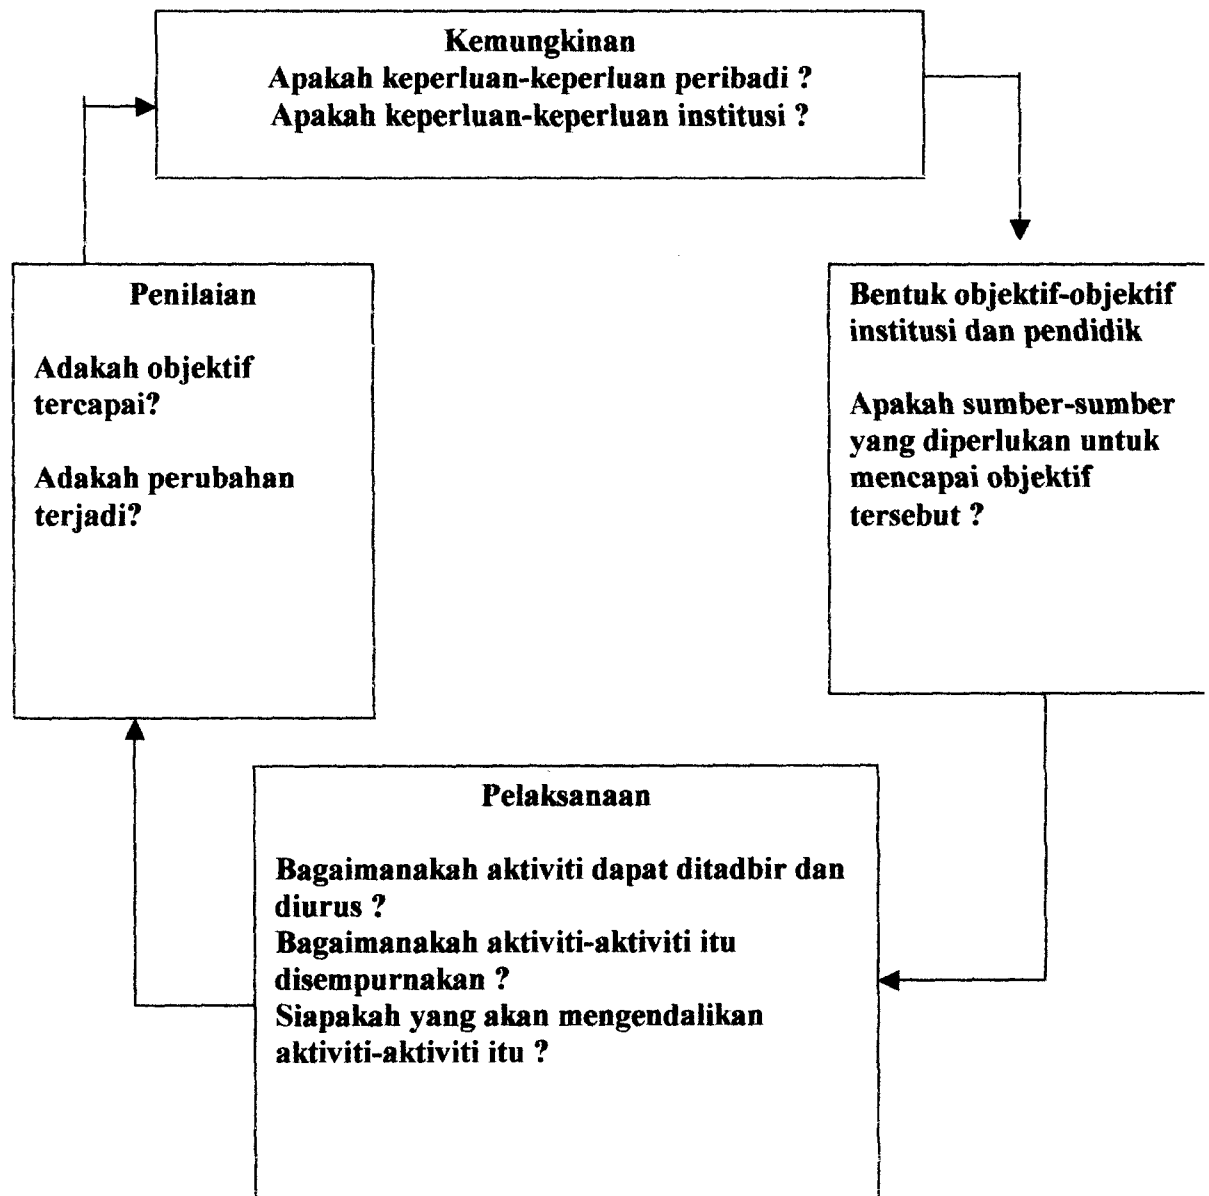 Kemungkinan
Apakah keperluan-keperluan peribadi ?
Apakah keperluan-keperluan institusi ?
Bentuk objektif-objektif
institusi dan pendidik
Apakah sumber-sumber
yang diperlukan untuk
mencapai objektif
tersebut ?
Pelaksanaan
Bagaimanakah aktiviti dapat ditadbir dan
diurus ?
Bagaimanakah aktiviti-aktiviti itu
disempurnakan ?
Siapakah yang akan mengendalikan
aktiviti-aktiviti itu ?
Penilaian
Adakah objektif
tercapai?
Adakah perubahan
terjadi?